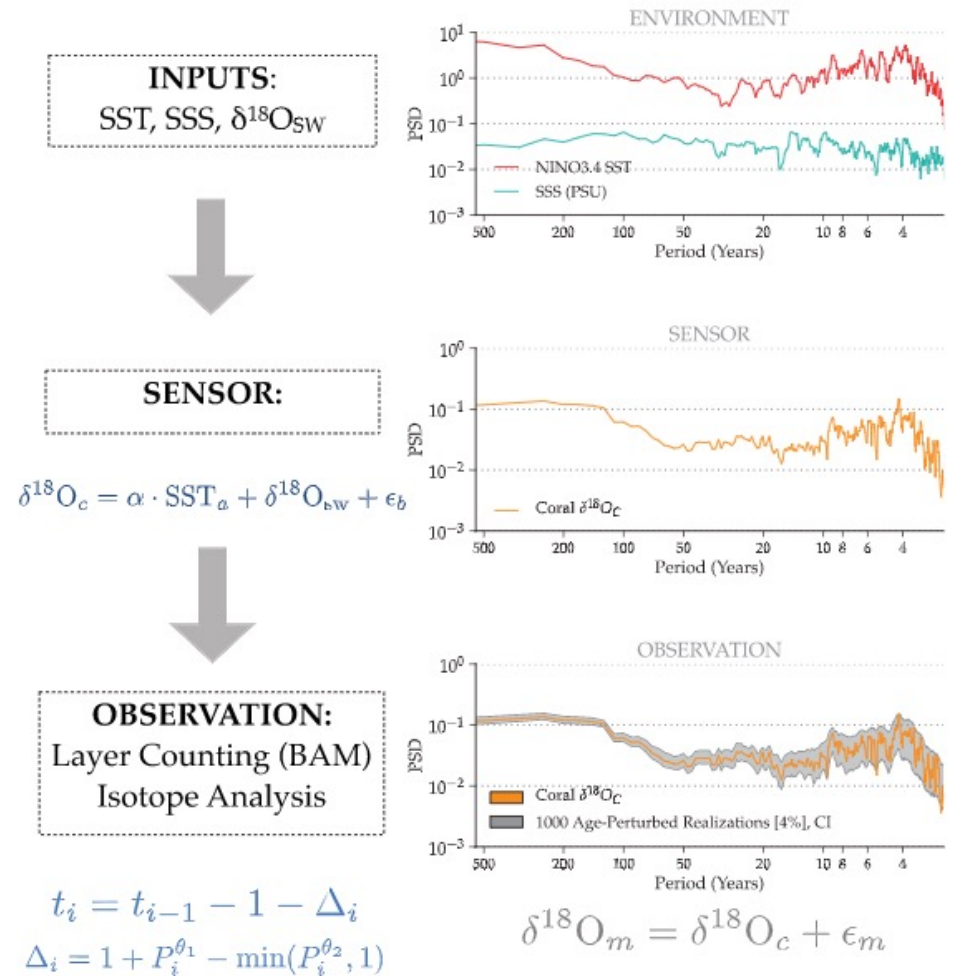 INPUTS:
SST, SSS, δ¹⁸O_SW
SENSOR:
δ¹⁸O_c = α · SST_a + δ¹⁸O_sw + ε_b
OBSERVATION:
Layer Counting (BAM)
Isotope Analysis
t_i = t_{i−1} − 1 − Δ_i
Δ_i = 1 + P_i^{θ₁} − min(P_i^{θ₂}, 1)
ENVIRONMENT
PSD
10¹
10⁰
10⁻¹
10⁻²
10⁻³
NINO3.4 SST
SSS (PSU)
500 200 100 50 20 10 8 6 4
Period (Years)
SENSOR
PSD
10⁰
10⁻¹
10⁻²
10⁻³
Coral δ¹⁸O_C
500 200 100 50 20 10 8 6 4
Period (Years)
OBSERVATION
PSD
10⁰
10⁻¹
10⁻²
10⁻³
Coral δ¹⁸O_C
1000 Age-Perturbed Realizations [4%], CI
500 200 100 50 20 10 8 6 4
Period (Years)
δ¹⁸O_m = δ¹⁸O_c + ε_m